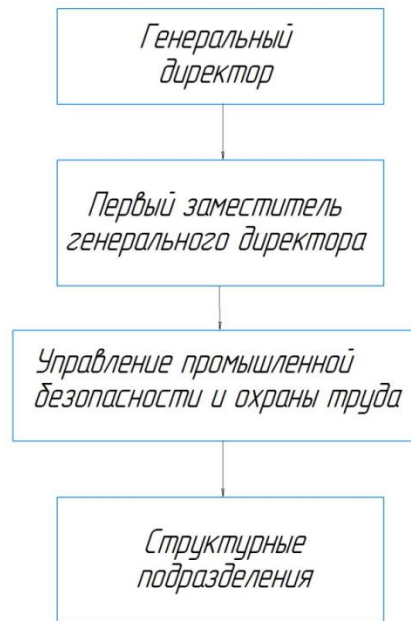 Генеральный
директор
Первый заместитель
генерального директора
Управление промышленной
безопасности и охраны труда
Структурные
подразделения